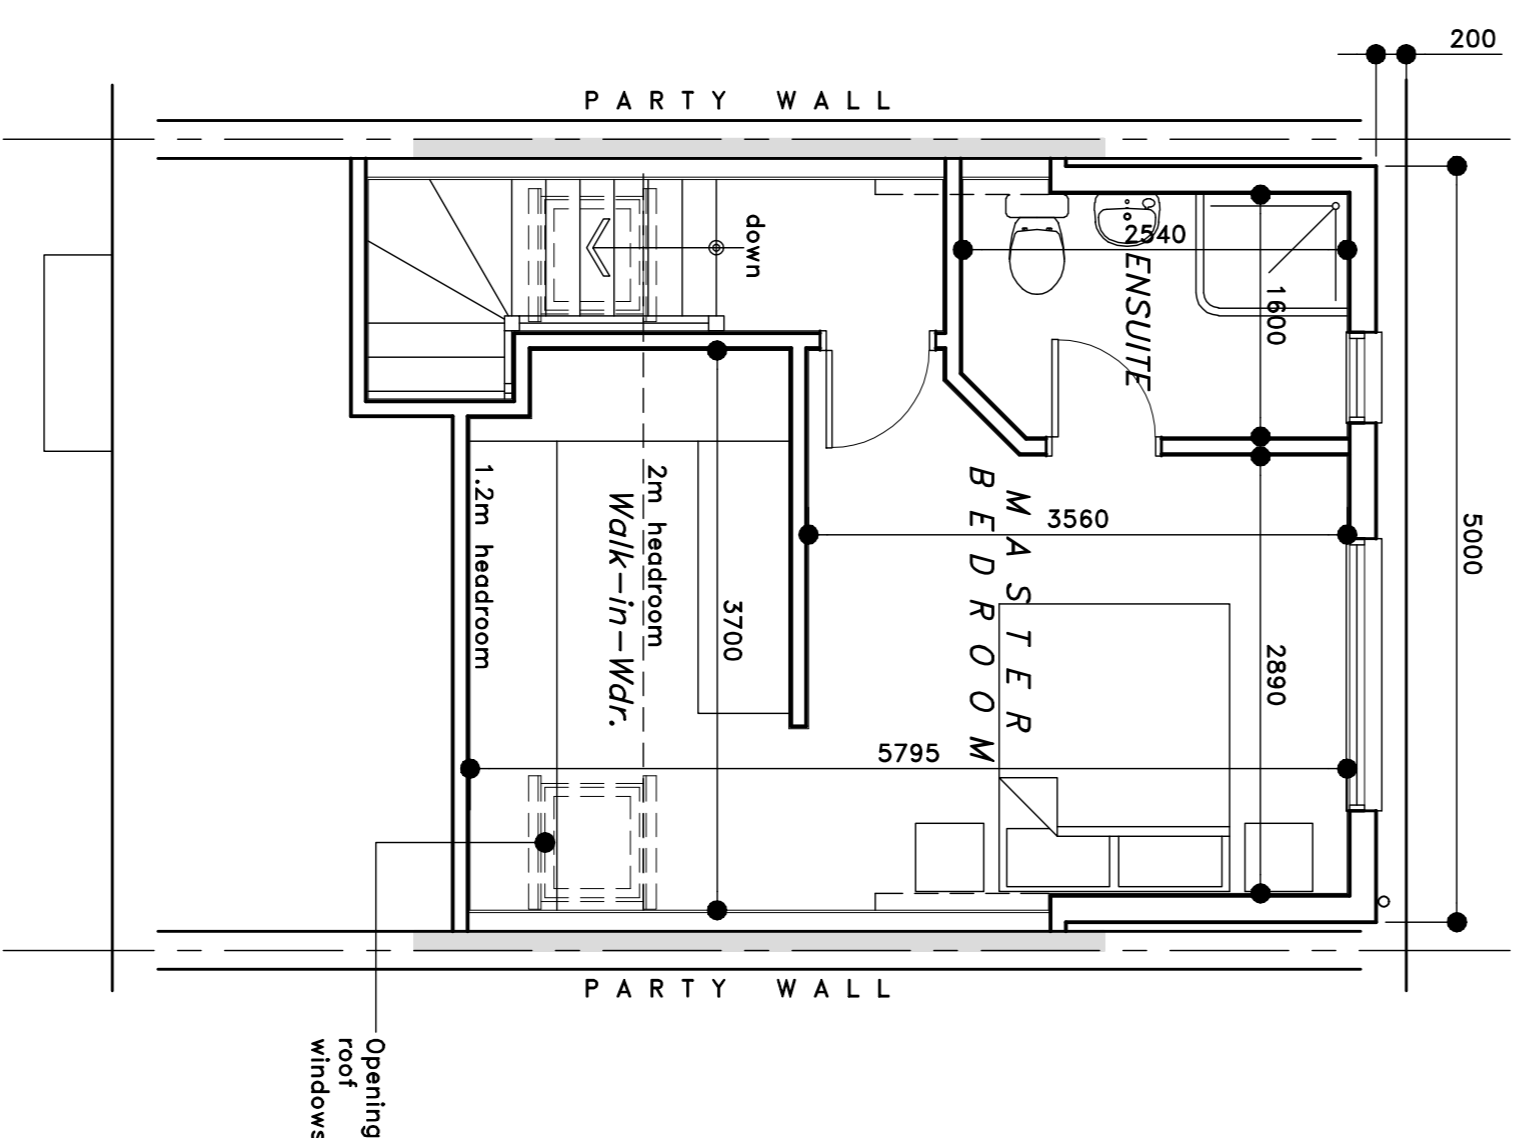 200
PARTY WALL
down
2540
ENSUITE
1600
1.2m headroom
2m headroom
Walk-in-Wdr.
3700
MASTER
BEDROOM
3560
5000
2890
5795
PARTY WALL
Opening
roof
windows